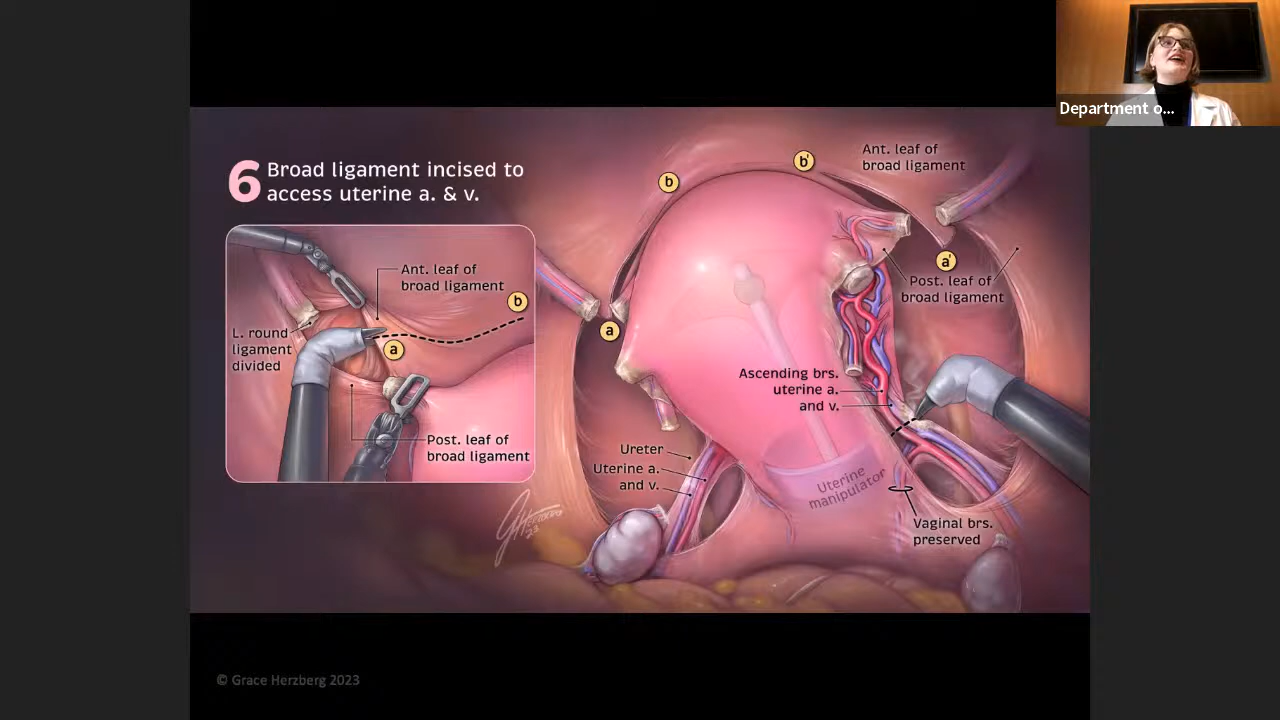 Department o...
6 Broad ligament incised to
access uterine a. & v.
Ant. leaf of
broad ligament
b
L. round
ligament
divided
a
Post. leaf of
broad ligament
b
b'
Ant. leaf of
broad ligament
a
a'
Post. leaf of
broad ligament
Ascending brs.
uterine a.
and v.
Ureter
Uterine a.
and v.
Uterine
manipulator
Vaginal brs.
preserved
23
© Grace Herzberg 2023